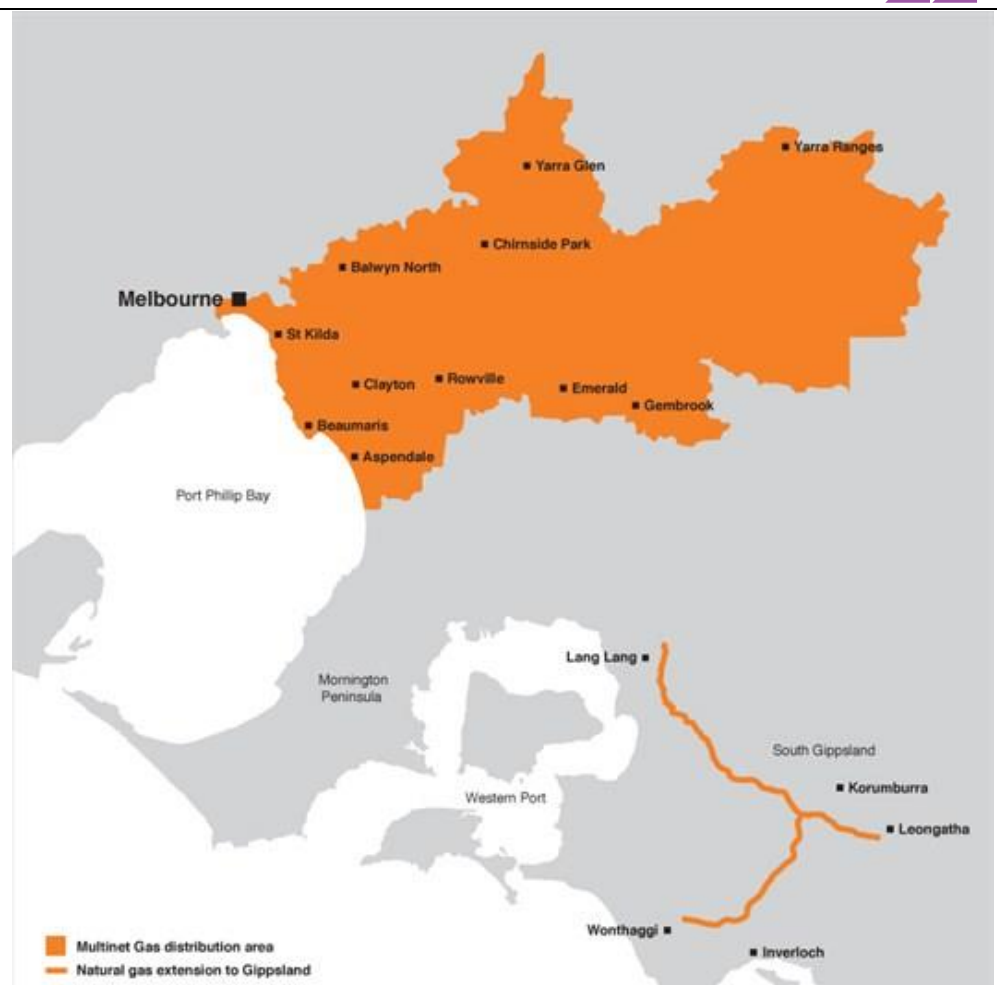 Yarra Ranges
Yarra Glen
Chirnside Park
Balwyn North
Melbourne
St Kilda
Rowville
Clayton
Emerald
Gembrook
Beaumaris
Aspendale
Port Phillip Bay
Lang Lang
Mornington
Peninsula
South Gippsland
Korumburra
Western Port
Leongatha
Wonthaggi
Inverloch
Multinet Gas distribution area
Natural gas extension to Gippsland